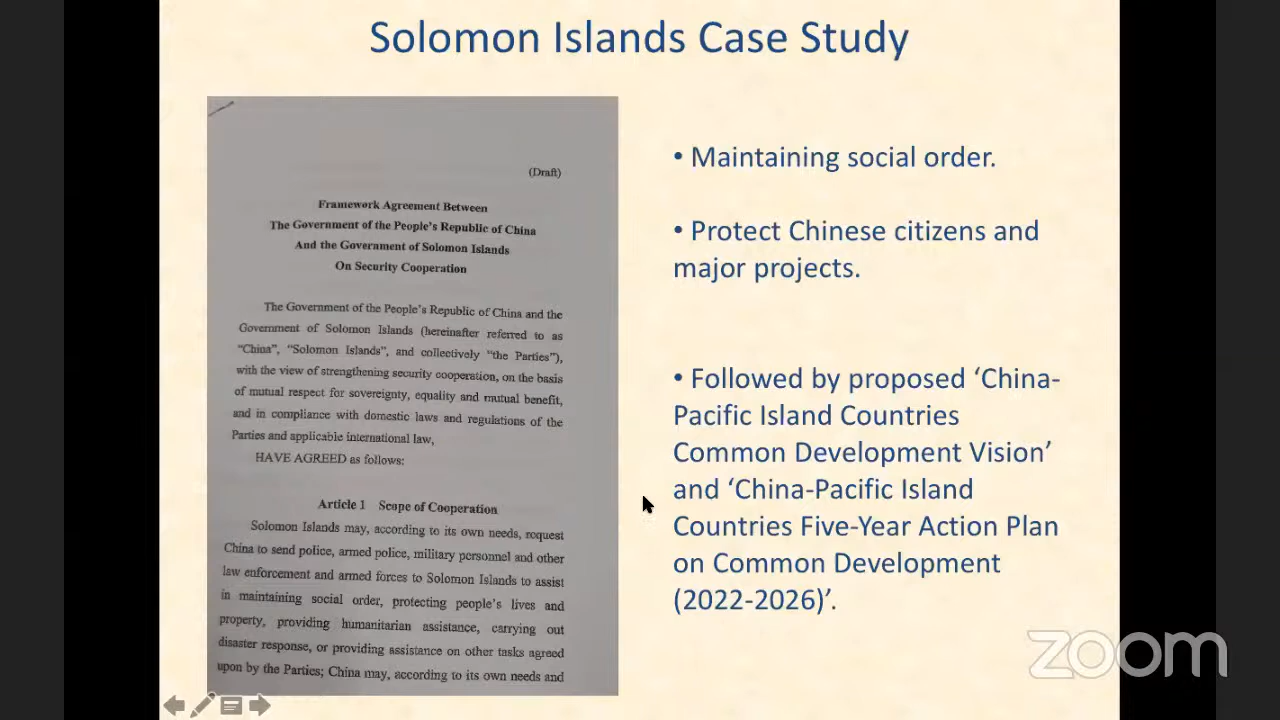 Solomon Islands Case Study
(Draft)
Framework Agreement Between
The Government of the People's Republic of China
And the Government of Solomon Islands
On Security Cooperation
The Government of the People's Republic of China and the
Government of Solomon Islands (hereinafter referred to as
"China", "Solomon Islands", and collectively "the Parties"),
with the view of strengthening security cooperation, on the basis
of mutual respect for sovereignty, equality and mutual benefit,
and in compliance with domestic laws and regulations of the
Parties and applicable international law,
HAVE AGREED as follows:
Article 1 Scope of Cooperation
Solomon Islands may, according to its own needs, request
China to send police, armed police, military personnel and other
law enforcement and armed forces to Solomon Islands to assist
in maintaining social order, protecting people's lives and
property, providing humanitarian assistance, carrying out
disaster response, or providing assistance on other tasks agreed
upon by the Parties; China may, according to its own needs and
• Maintaining social order.
• Protect Chinese citizens and
major projects.
• Followed by proposed ‘China-
Pacific Island Countries
Common Development Vision’
and ‘China-Pacific Island
Countries Five-Year Action Plan
on Common Development
(2022-2026)’.
zoom